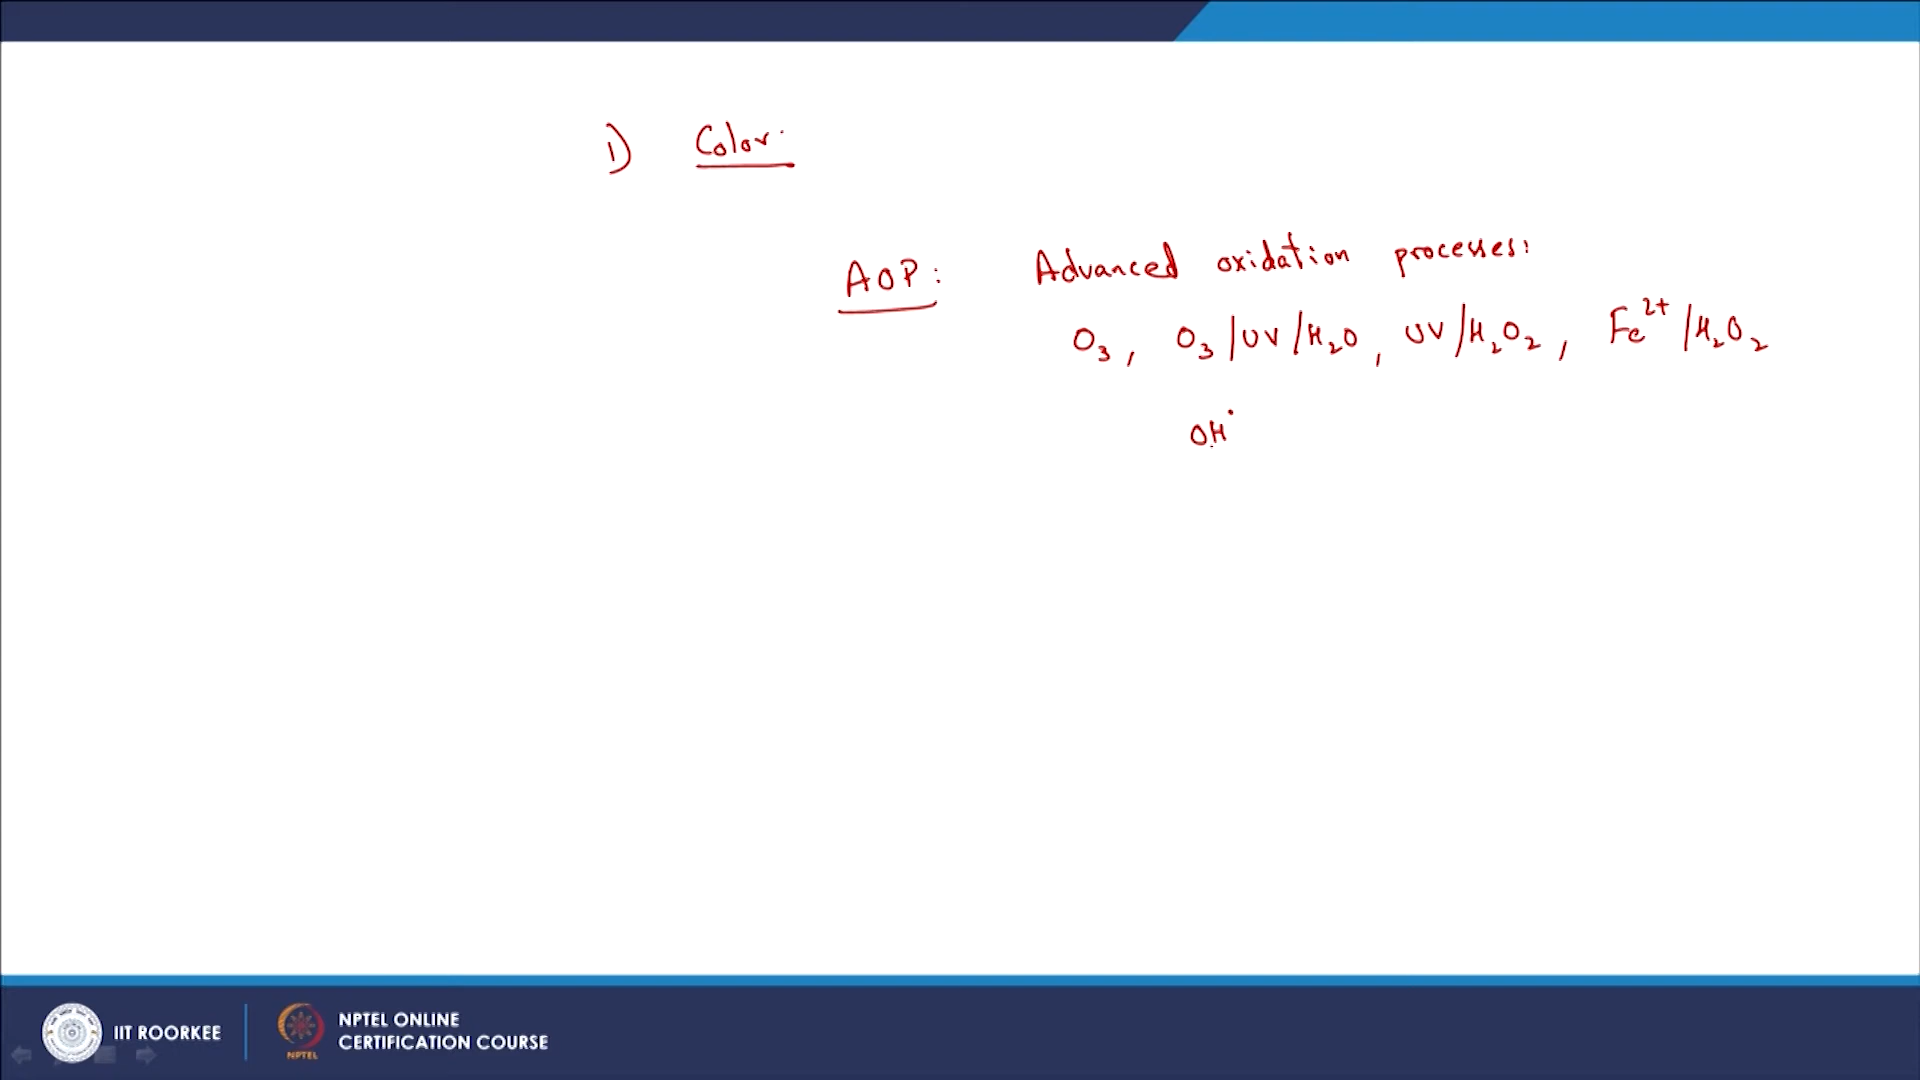 1) Color.
AOP: Advanced oxidation processes:
O₃, O₃/UV/H₂O, UV/H₂O₂, Fe²⁺/H₂O₂
OH•
IIT ROORKEE
NPTEL
NPTEL ONLINE
CERTIFICATION COURSE